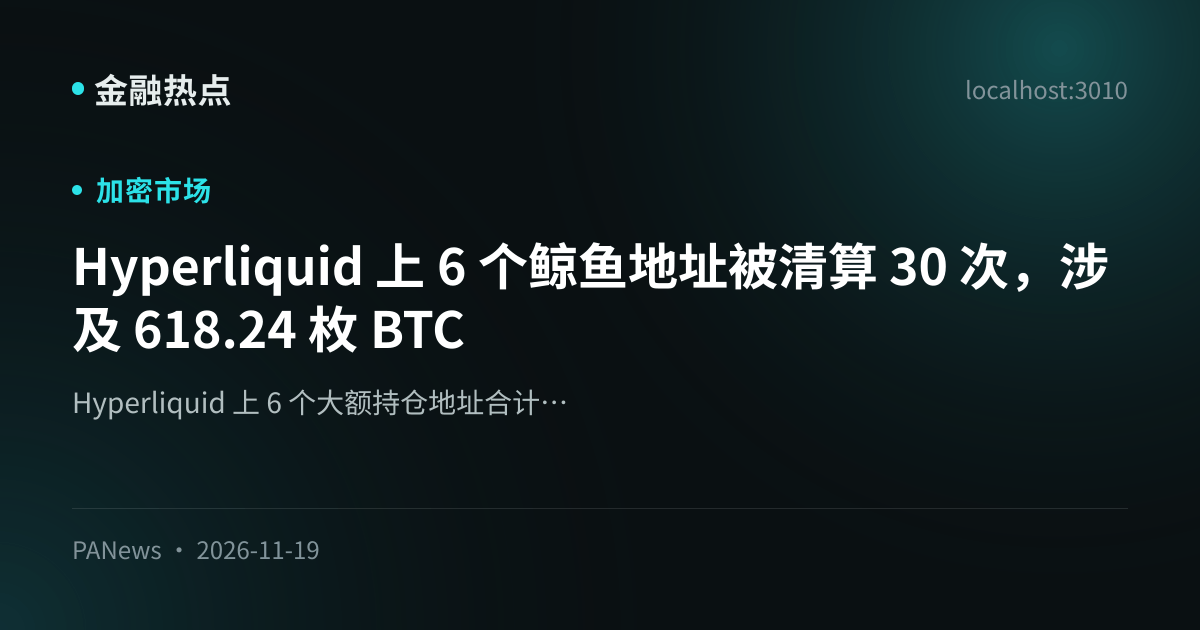 金融热点
localhost:3010
加密市场
Hyperliquid 上 6 个鲸鱼地址被清算 30 次，涉
及 618.24 枚 BTC
Hyperliquid 上 6 个大额持仓地址合计…
PANews • 2026-11-19